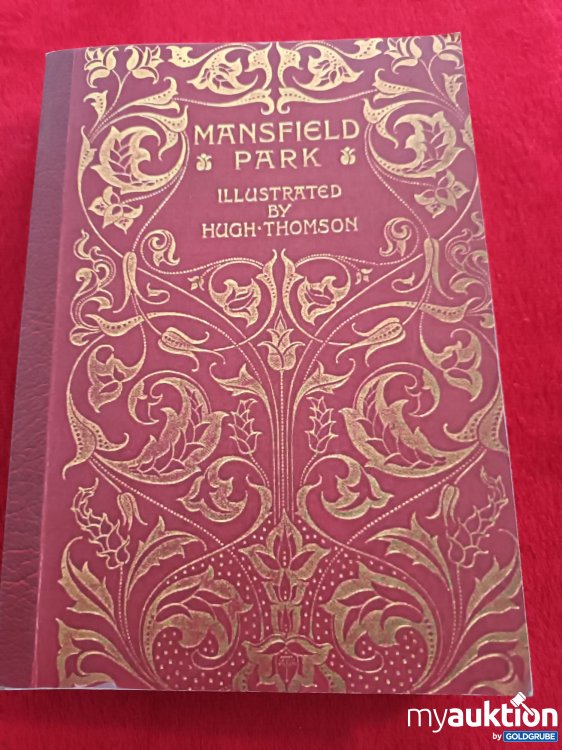 MANSFIELD
PARK
ILLUSTRATED
BY
HUGH·THOMSON
myauktion
by GOLDGRUBE